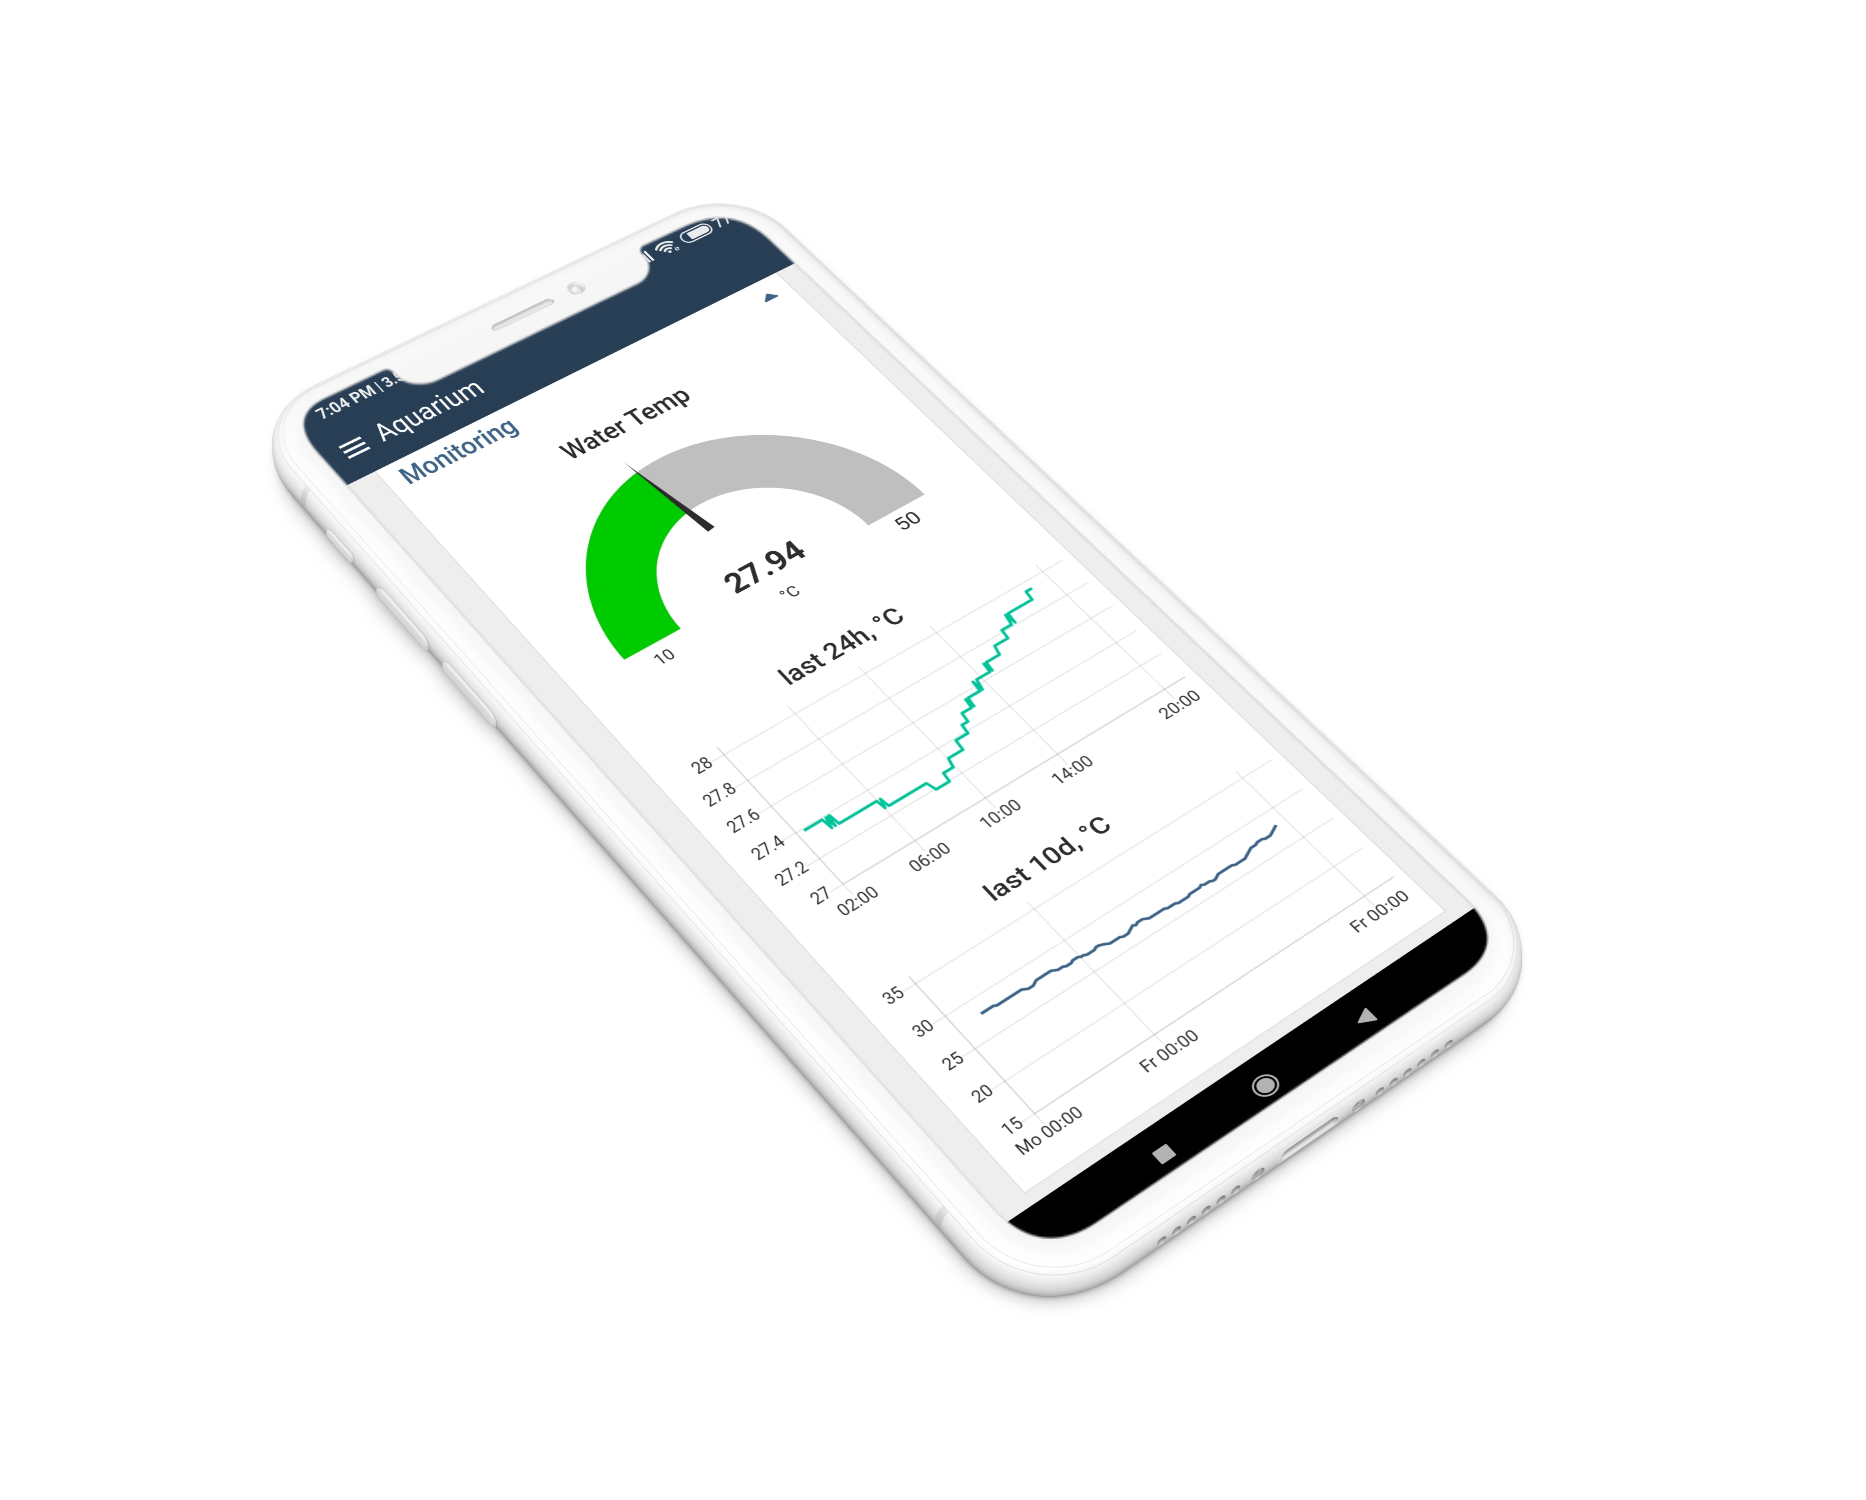 7:04 PM | 3.
Aquarium
Monitoring
Water Temp
27.94
°C
10
50
last 24h, °C
28
27.8
27.6
27.4
27.2
27
02:00
06:00
10:00
14:00
20:00
last 10d, °C
35
30
25
20
15
Mo 00:00
Fr 00:00
Fr 00:00